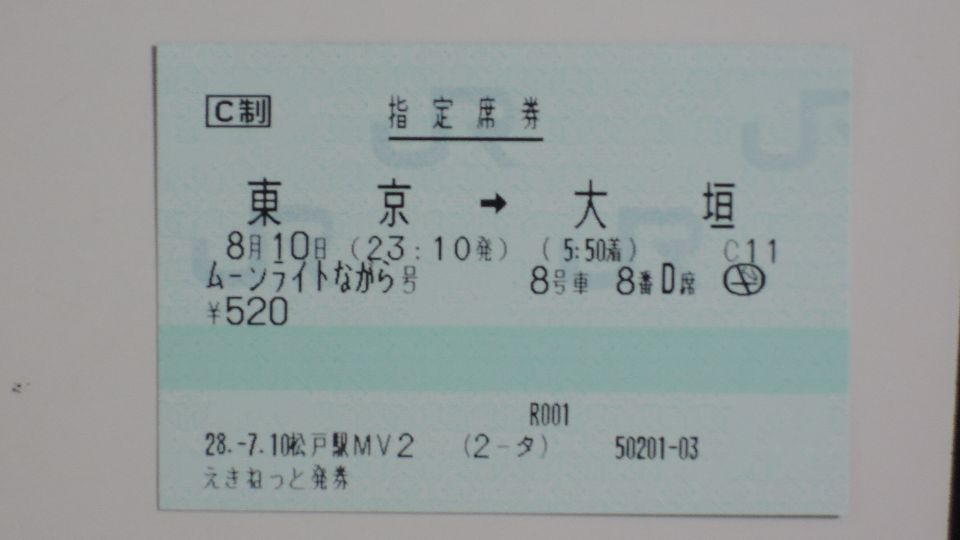 C制 指定席券
東京 → 大垣
8月10日 (23:10発) (5:50着) C11
ムーンライトながら号 8号車 8番D席
¥520
R001
28.-7.10松戸駅MV2 (2-タ) 50201-03
えきねっと発券